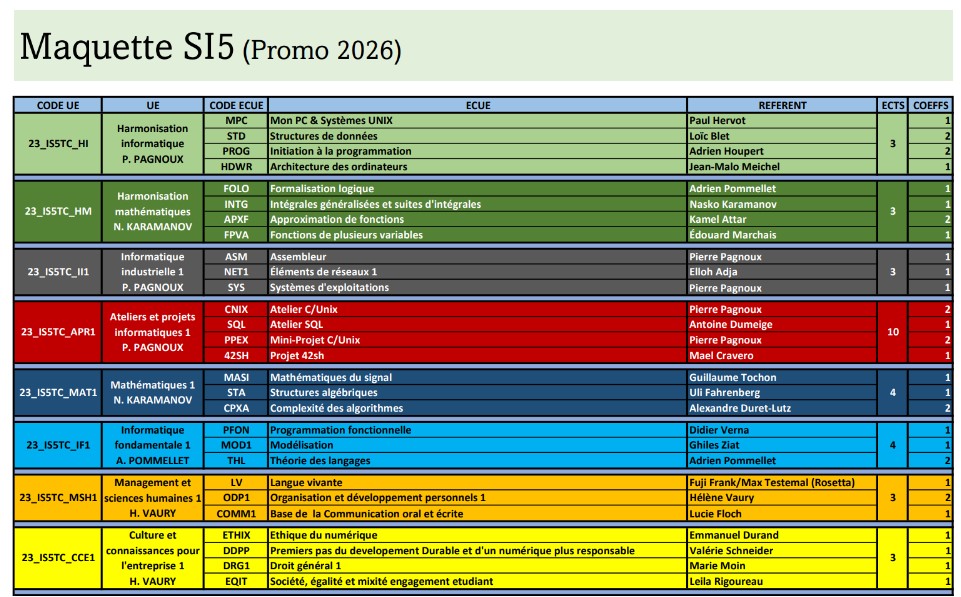 Maquette SI5 (Promo 2026)
CODE UE UE CODE ECUE ECUE REFERENT ECTS COEFFS
23_IS5TC_HI Harmonisation informatique P. PAGNOUX 3
MPC Mon PC & Systèmes UNIX Paul Hervot 1
STD Structures de données Loïc Blet 2
PROG Initiation à la programmation Adrien Houpert 2
HDWR Architecture des ordinateurs Jean-Malo Meichel 1
23_IS5TC_HM Harmonisation mathématiques N. KARAMANOV 3
FOLO Formalisation logique Adrien Pommellet 1
INTG Intégrales généralisées et suites d'intégrales Nasko Karamanov 1
APXF Approximation de fonctions Kamel Attar 2
FPVA Fonctions de plusieurs variables Édouard Marchais 1
23_IS5TC_II1 Informatique industrielle 1 P. PAGNOUX 3
ASM Assembleur Pierre Pagnoux 1
NET1 Éléments de réseaux 1 Elloh Adja 1
SYS Systèmes d'exploitations Pierre Pagnoux 1
23_IS5TC_APR1 Ateliers et projets informatiques 1 P. PAGNOUX 10
CNIX Atelier C/Unix Pierre Pagnoux 2
SQL Atelier SQL Antoine Dumeige 1
PPEX Mini-Projet C/Unix Pierre Pagnoux 2
42SH Projet 42sh Mael Cravero 1
23_IS5TC_MAT1 Mathématiques 1 N. KARAMANOV 4
MASI Mathématiques du signal Guillaume Tochon 1
STA Structures algébriques Uli Fahrenberg 1
CPXA Complexité des algorithmes Alexandre Duret-Lutz 2
23_IS5TC_IF1 Informatique fondamentale 1 A. POMMELLET 4
PFON Programmation fonctionnelle Didier Verna 1
MOD1 Modélisation Ghiles Ziat 1
THL Théorie des langages Adrien Pommellet 2
23_IS5TC_MSH1 Management et sciences humaines 1 H. VAURY 3
LV Langue vivante Fuji Frank/Max Testemal (Rosetta) 1
ODP1 Organisation et développement personnels 1 Hélène Vaury 2
COMM1 Base de la Communication oral et écrite Lucie Floch 1
23_IS5TC_CCE1 Culture et connaissances pour l'entreprise 1 H. VAURY 3
ETHIX Ethique du numérique Emmanuel Durand 1
DDPP Premiers pas du developement Durable et d'un numérique plus responsable Valérie Schneider 1
DRG1 Droit général 1 Marie Moin 1
EQIT Société, égalité et mixité engagement etudiant Leila Rigoureau 1